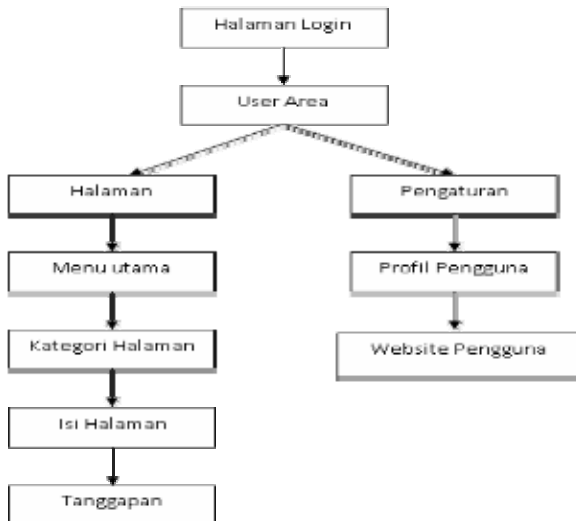 Halaman Login
User Area
Halaman
Pengaturan
Menu utama
Profil Pengguna
Kategori Halaman
Website Pengguna
Isi Halaman
Tanggapan